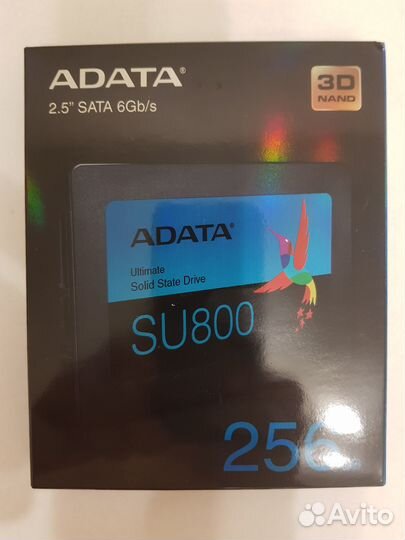 ADATA®
2.5" SATA 6Gb/s
3D
NAND
ADATA®
Ultimate
Solid State Drive
SU800
256
Avito